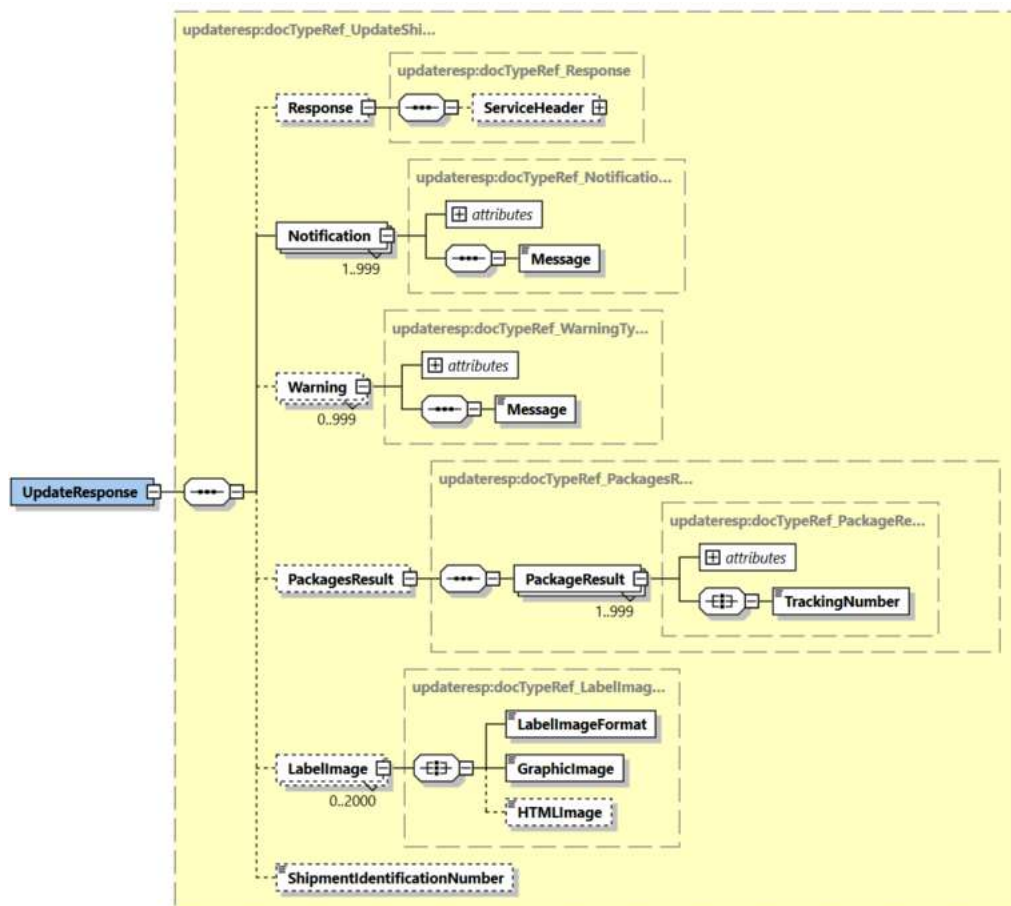 updateresp:docTypeRef_UpdateShi...
updateresp:docTypeRef_Response
Response
ServiceHeader
updateresp:docTypeRef_Notificatio...
attributes
Notification
1..999
Message
updateresp:docTypeRef_WarningTy...
attributes
Warning
0..999
Message
updateresp:docTypeRef_PackagesR...
UpdateResponse
updateresp:docTypeRef_PackageRe...
attributes
PackagesResult
PackageResult
1..999
TrackingNumber
updateresp:docTypeRef_LabelImag...
LabelImageFormat
LabelImage
0..2000
GraphicImage
HTMLImage
ShipmentIdentificationNumber